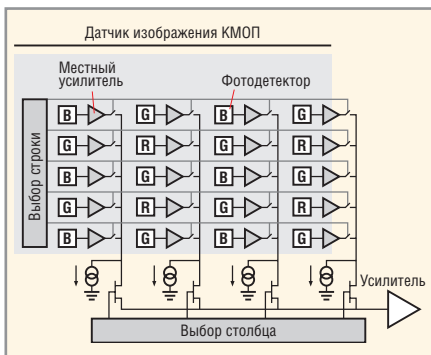 Датчик изображения КМОП
Местный
усилитель
Фотодетектор
Выбор строки
B G B G
G R G R
B G B G
G R G R
B G B G
Усилитель
Выбор столбца